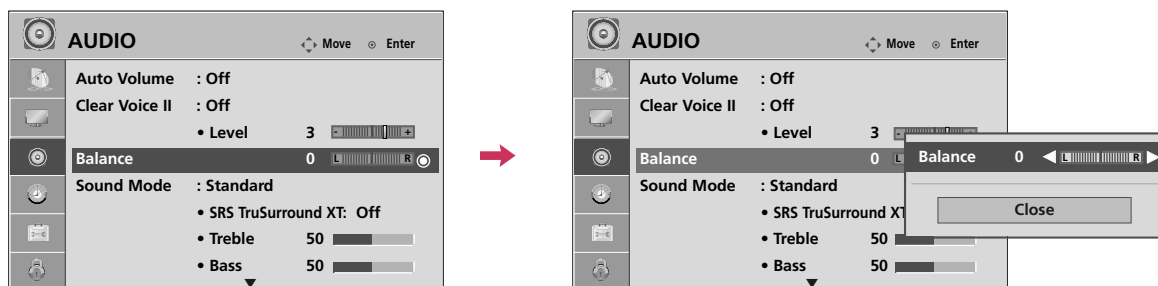 AUDIO
Move
Enter
Auto Volume : Off
Clear Voice II : Off
• Level 3 - +
Balance 0 L R
Sound Mode : Standard
• SRS TruSurround XT: Off
• Treble 50
• Bass 50
AUDIO
Move
Enter
Auto Volume : Off
Clear Voice II : Off
• Level 3 - +
Balance 0 L
Sound Mode : Standard
• SRS TruSurround XT
• Treble 50
• Bass 50
Balance 0 L R
Close